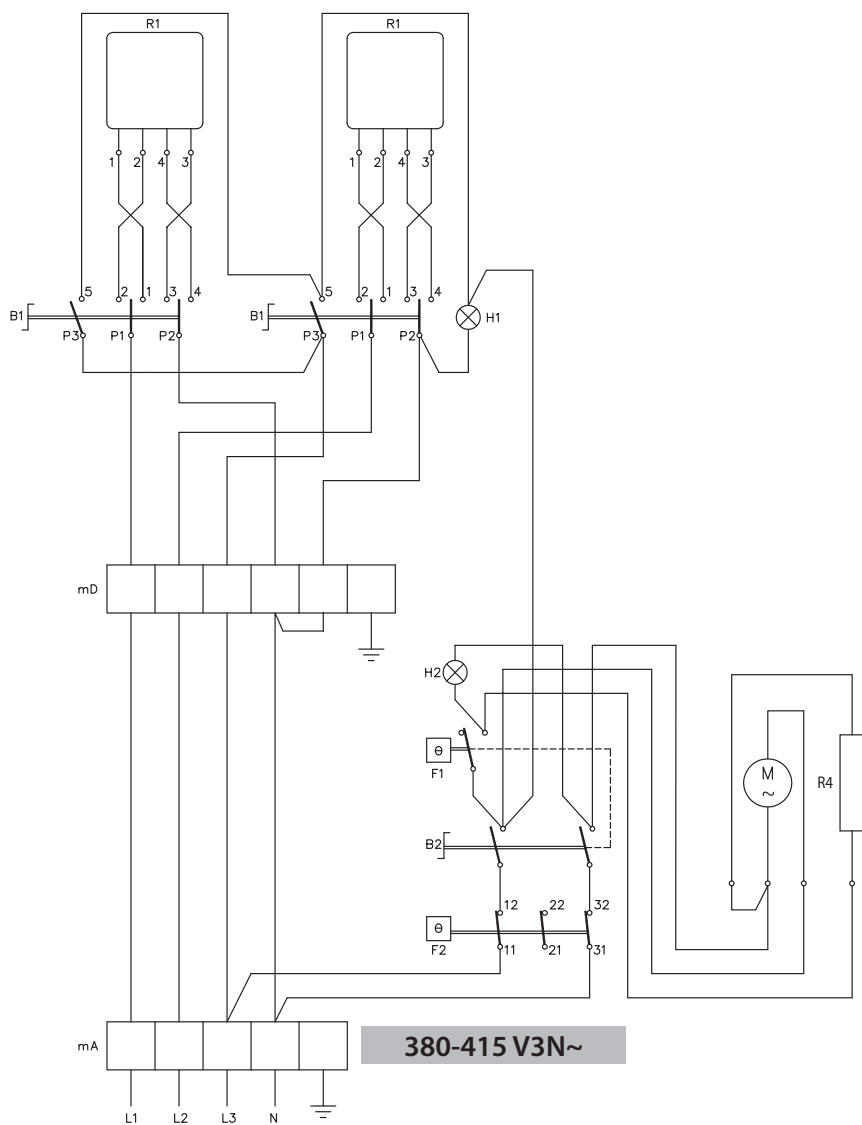 R1 R1
1 2 4 3 1 2 4 3
5 2 1 3 4 5 2 1 3 4
B1 B1 H1
P3 P1 P2 P3 P1 P2
mD
H2
θ
F1
M
~
R4
B2
12 22 32
θ
F2
11 21 31
mA
380-415 V3N~
L1 L2 L3 N